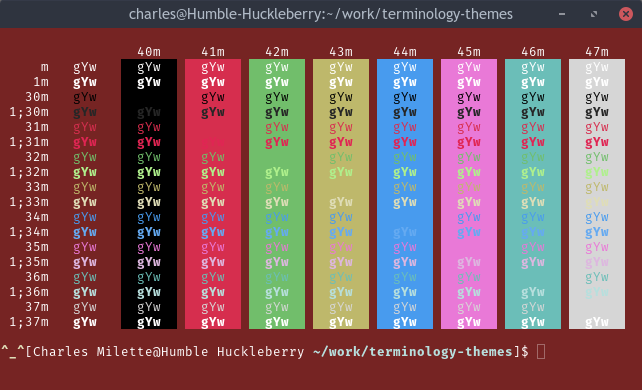 charles@Humble-Huckleberry:~/work/terminology-themes
40m 41m 42m 43m 44m 45m 46m 47m
m gYw gYw gYw gYw gYw gYw gYw gYw gYw
1m gYw gYw gYw gYw gYw gYw gYw gYw gYw
30m gYw gYw gYw gYw gYw gYw gYw gYw
1;30m gYw gYw gYw gYw gYw gYw gYw gYw gYw
31m gYw gYw gYw gYw gYw gYw gYw gYw
1;31m gYw gYw gYw gYw gYw gYw gYw gYw
32m gYw gYw gYw gYw gYw gYw gYw gYw
1;32m gYw gYw gYw gYw gYw gYw gYw gYw gYw
33m gYw gYw gYw gYw gYw gYw gYw gYw
1;33m gYw gYw gYw gYw gYw gYw gYw gYw gYw
34m gYw gYw gYw gYw gYw gYw gYw gYw
1;34m gYw gYw gYw gYw gYw gYw gYw gYw gYw
35m gYw gYw gYw gYw gYw gYw gYw gYw
1;35m gYw gYw gYw gYw gYw gYw gYw gYw gYw
36m gYw gYw gYw gYw gYw gYw gYw gYw
1;36m gYw gYw gYw gYw gYw gYw gYw gYw gYw
37m gYw gYw gYw gYw gYw gYw gYw gYw
1;37m gYw gYw gYw gYw gYw gYw gYw gYw gYw
^_^[Charles Milette@Humble Huckleberry ~/work/terminology-themes]$